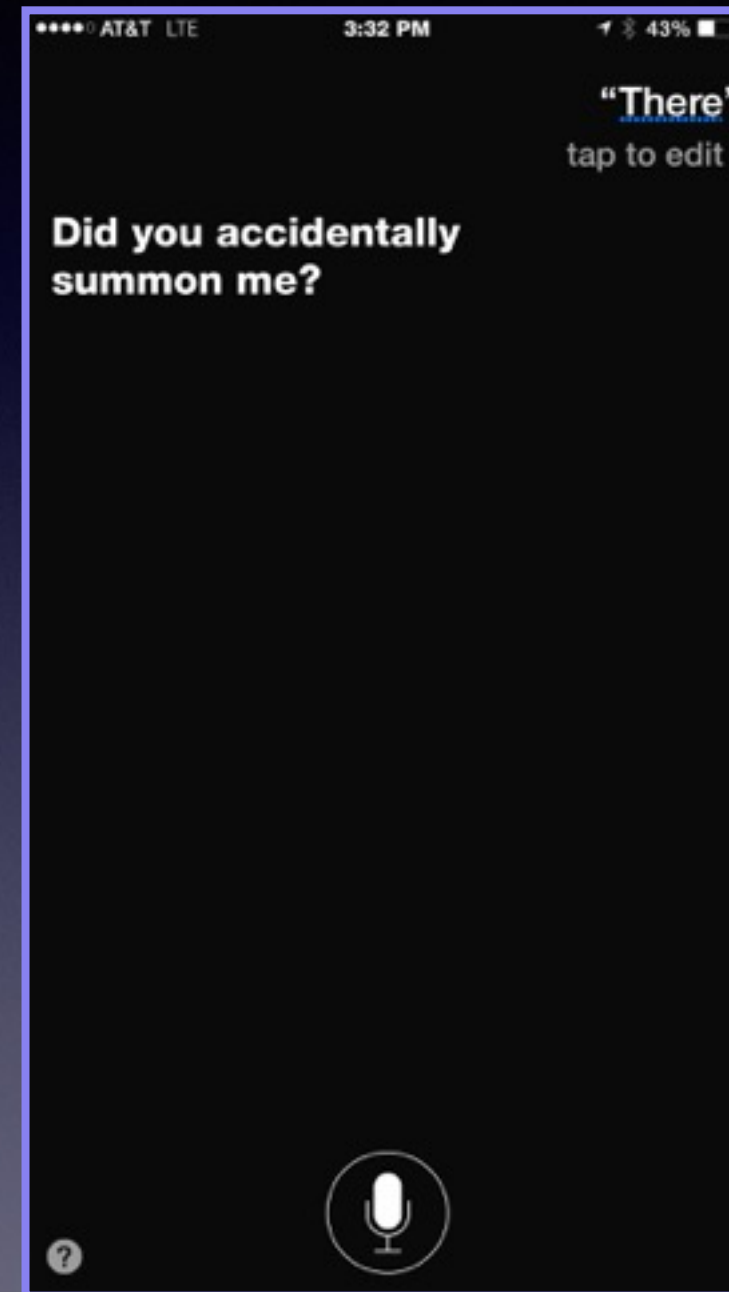 AT&T LTE 3:32 PM 43%
“There”
tap to edit
Did you accidentally
summon me?
?